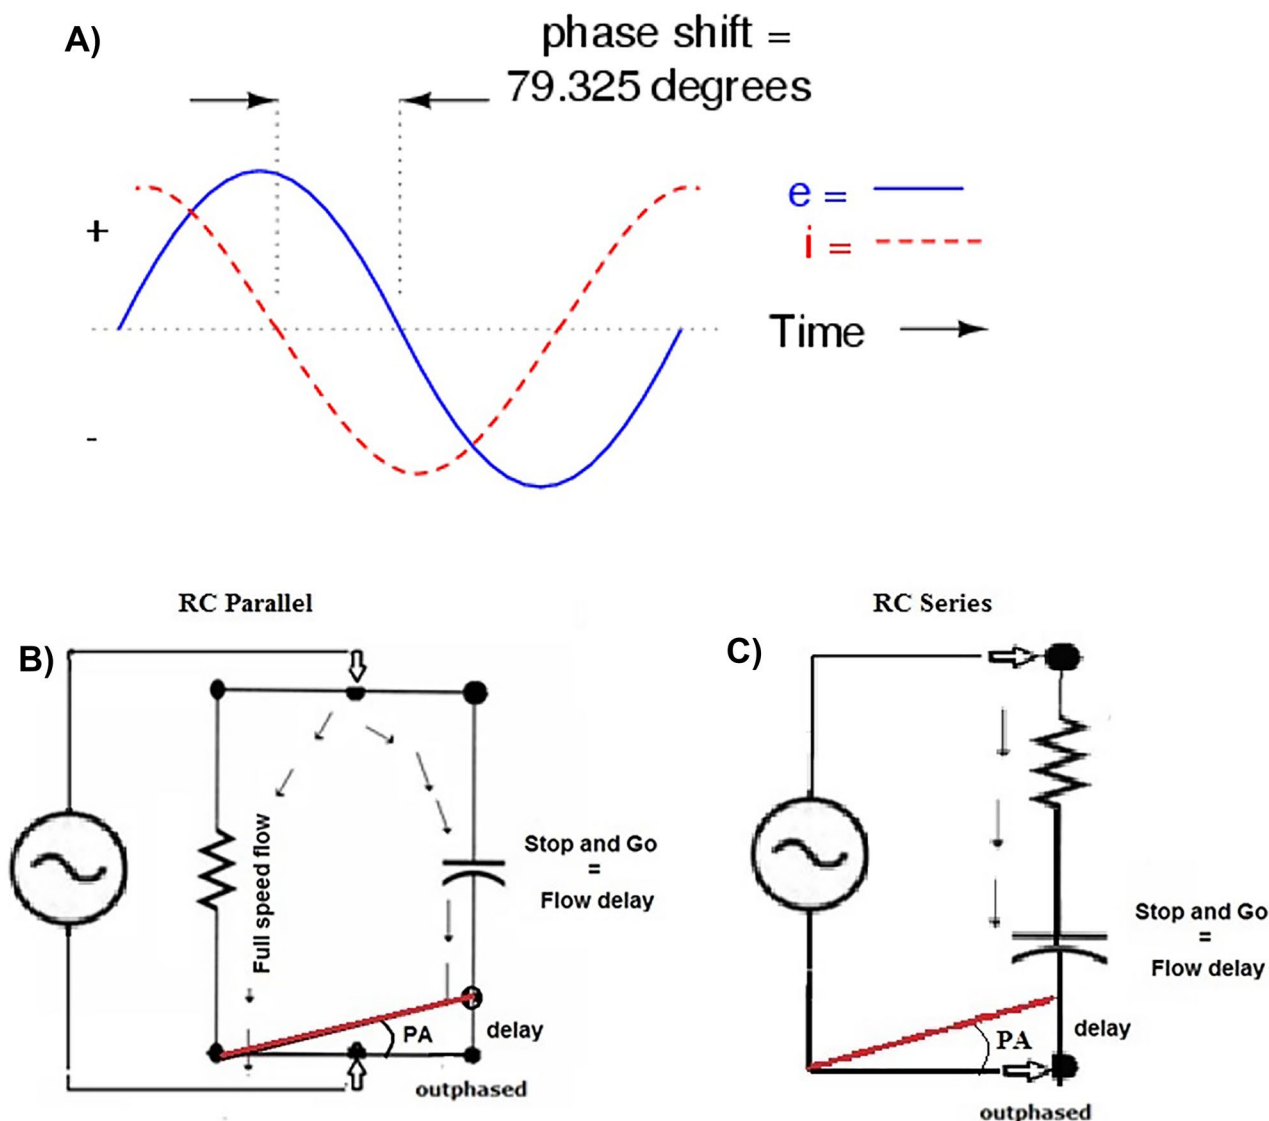 A)
phase shift =
79.325 degrees
+
e =
i =
Time
-
RC Parallel
RC Series
B)
C)
Full speed flow
Stop and Go
=
Flow delay
Stop and Go
=
Flow delay
PA
delay
outphased
PA
delay
outphased